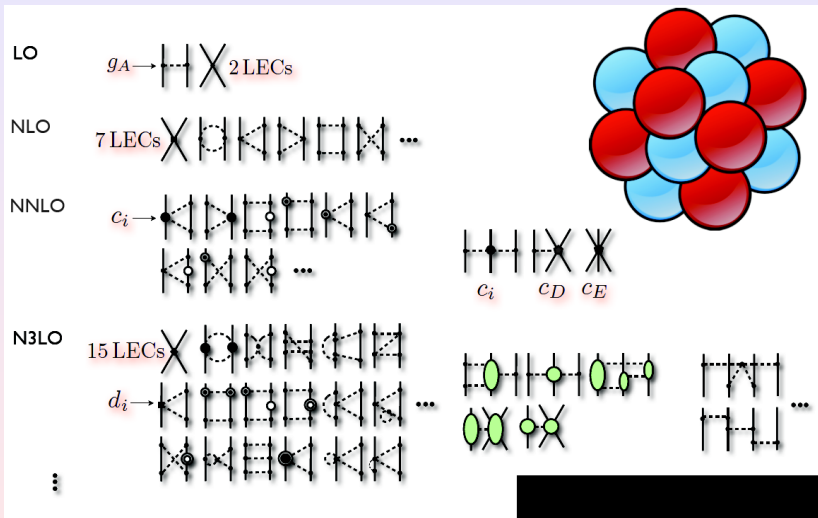 LO
g_A
2 LECs
NLO
7 LECs
...
NNLO
c_i
...
c_i c_D c_E
N3LO
15 LECs
d_i
...
...
⋮